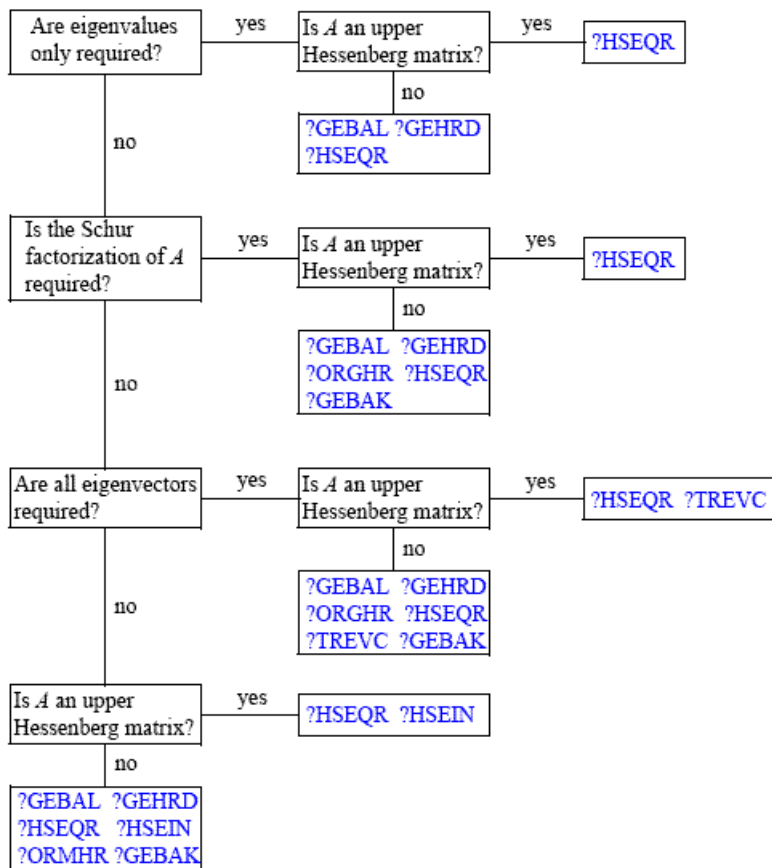 Are eigenvalues
only required?
yes
Is A an upper
Hessenberg matrix?
yes
?HSEQR
no
?GEBAL ?GEHRD
?HSEQR
no
Is the Schur
factorization of A
required?
yes
Is A an upper
Hessenberg matrix?
yes
?HSEQR
no
?GEBAL ?GEHRD
?ORGHR ?HSEQR
?GEBAK
no
Are all eigenvectors
required?
yes
Is A an upper
Hessenberg matrix?
yes
?HSEQR ?TREVC
no
?GEBAL ?GEHRD
?ORGHR ?HSEQR
?TREVC ?GEBAK
no
Is A an upper
Hessenberg matrix?
yes
?HSEQR ?HSEIN
no
?GEBAL ?GEHRD
?HSEQR ?HSEIN
?ORMHR ?GEBAK